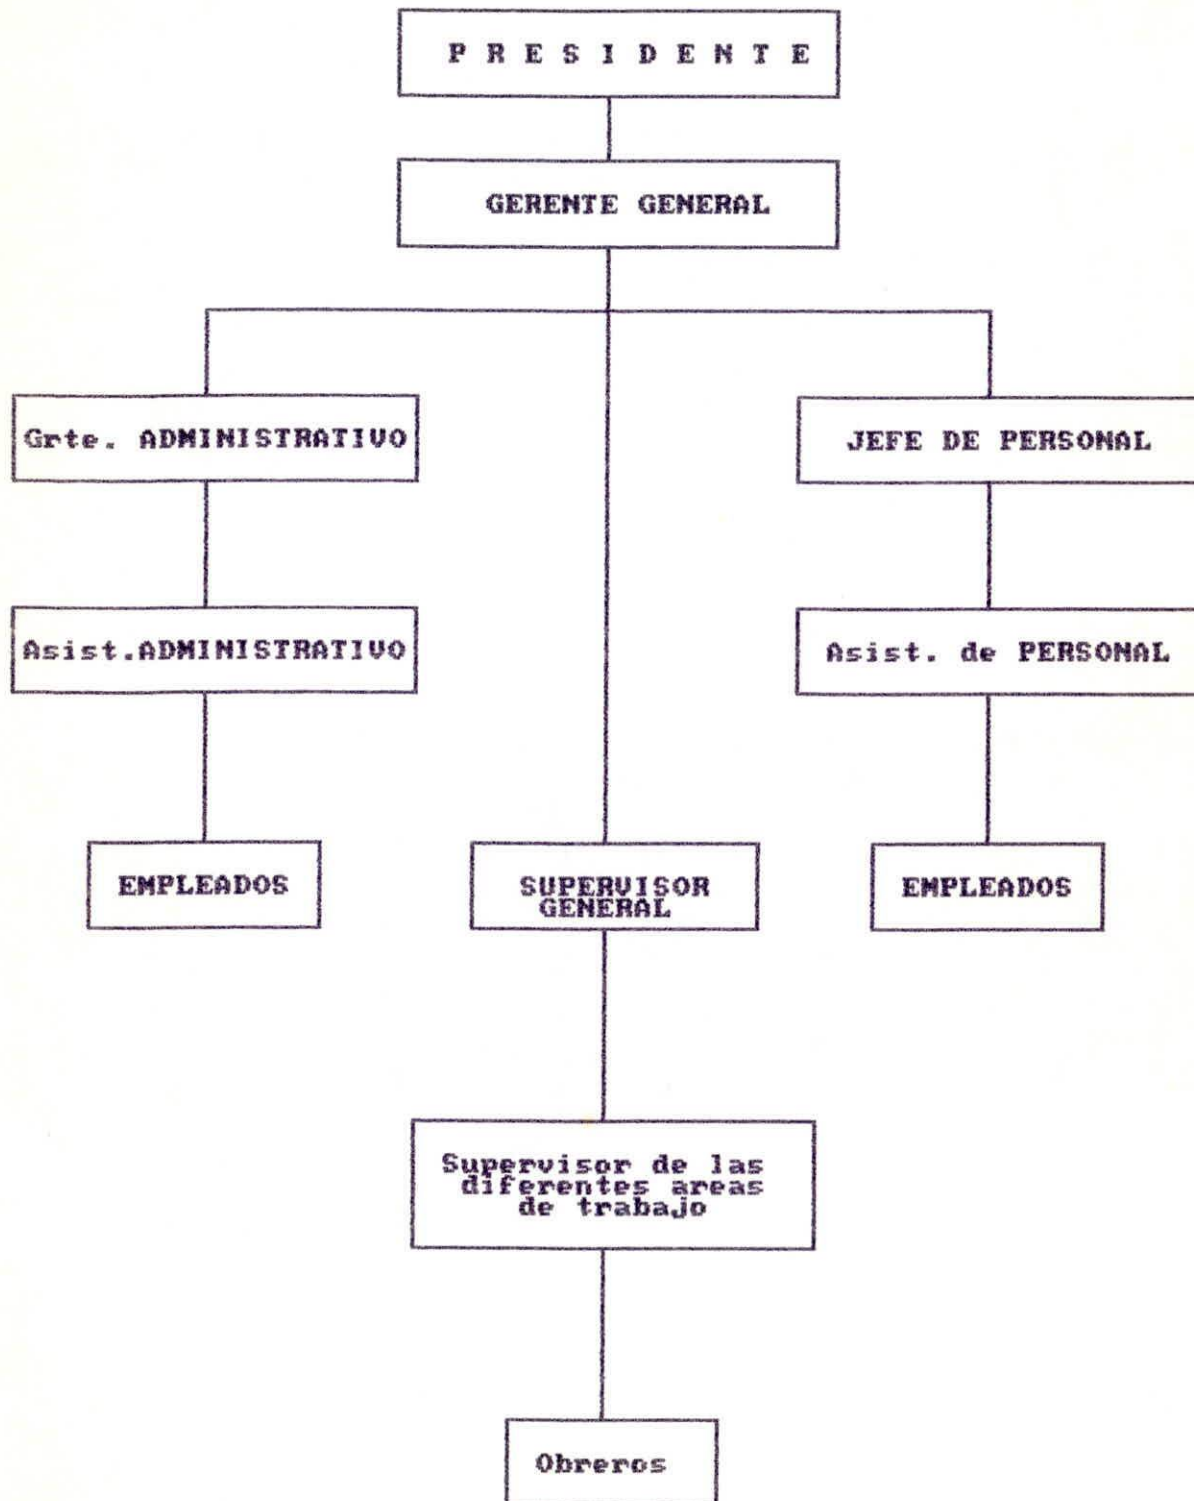 P R E S I D E N T E
GERENTE GENERAL
Grte. ADMINISTRATIVO
JEFE DE PERSONAL
Asist.ADMINISTRATIVO
Asist. de PERSONAL
EMPLEADOS
SUPERVISOR
GENERAL
EMPLEADOS
Supervisor de las
diferentes areas
de trabajo
Obreros